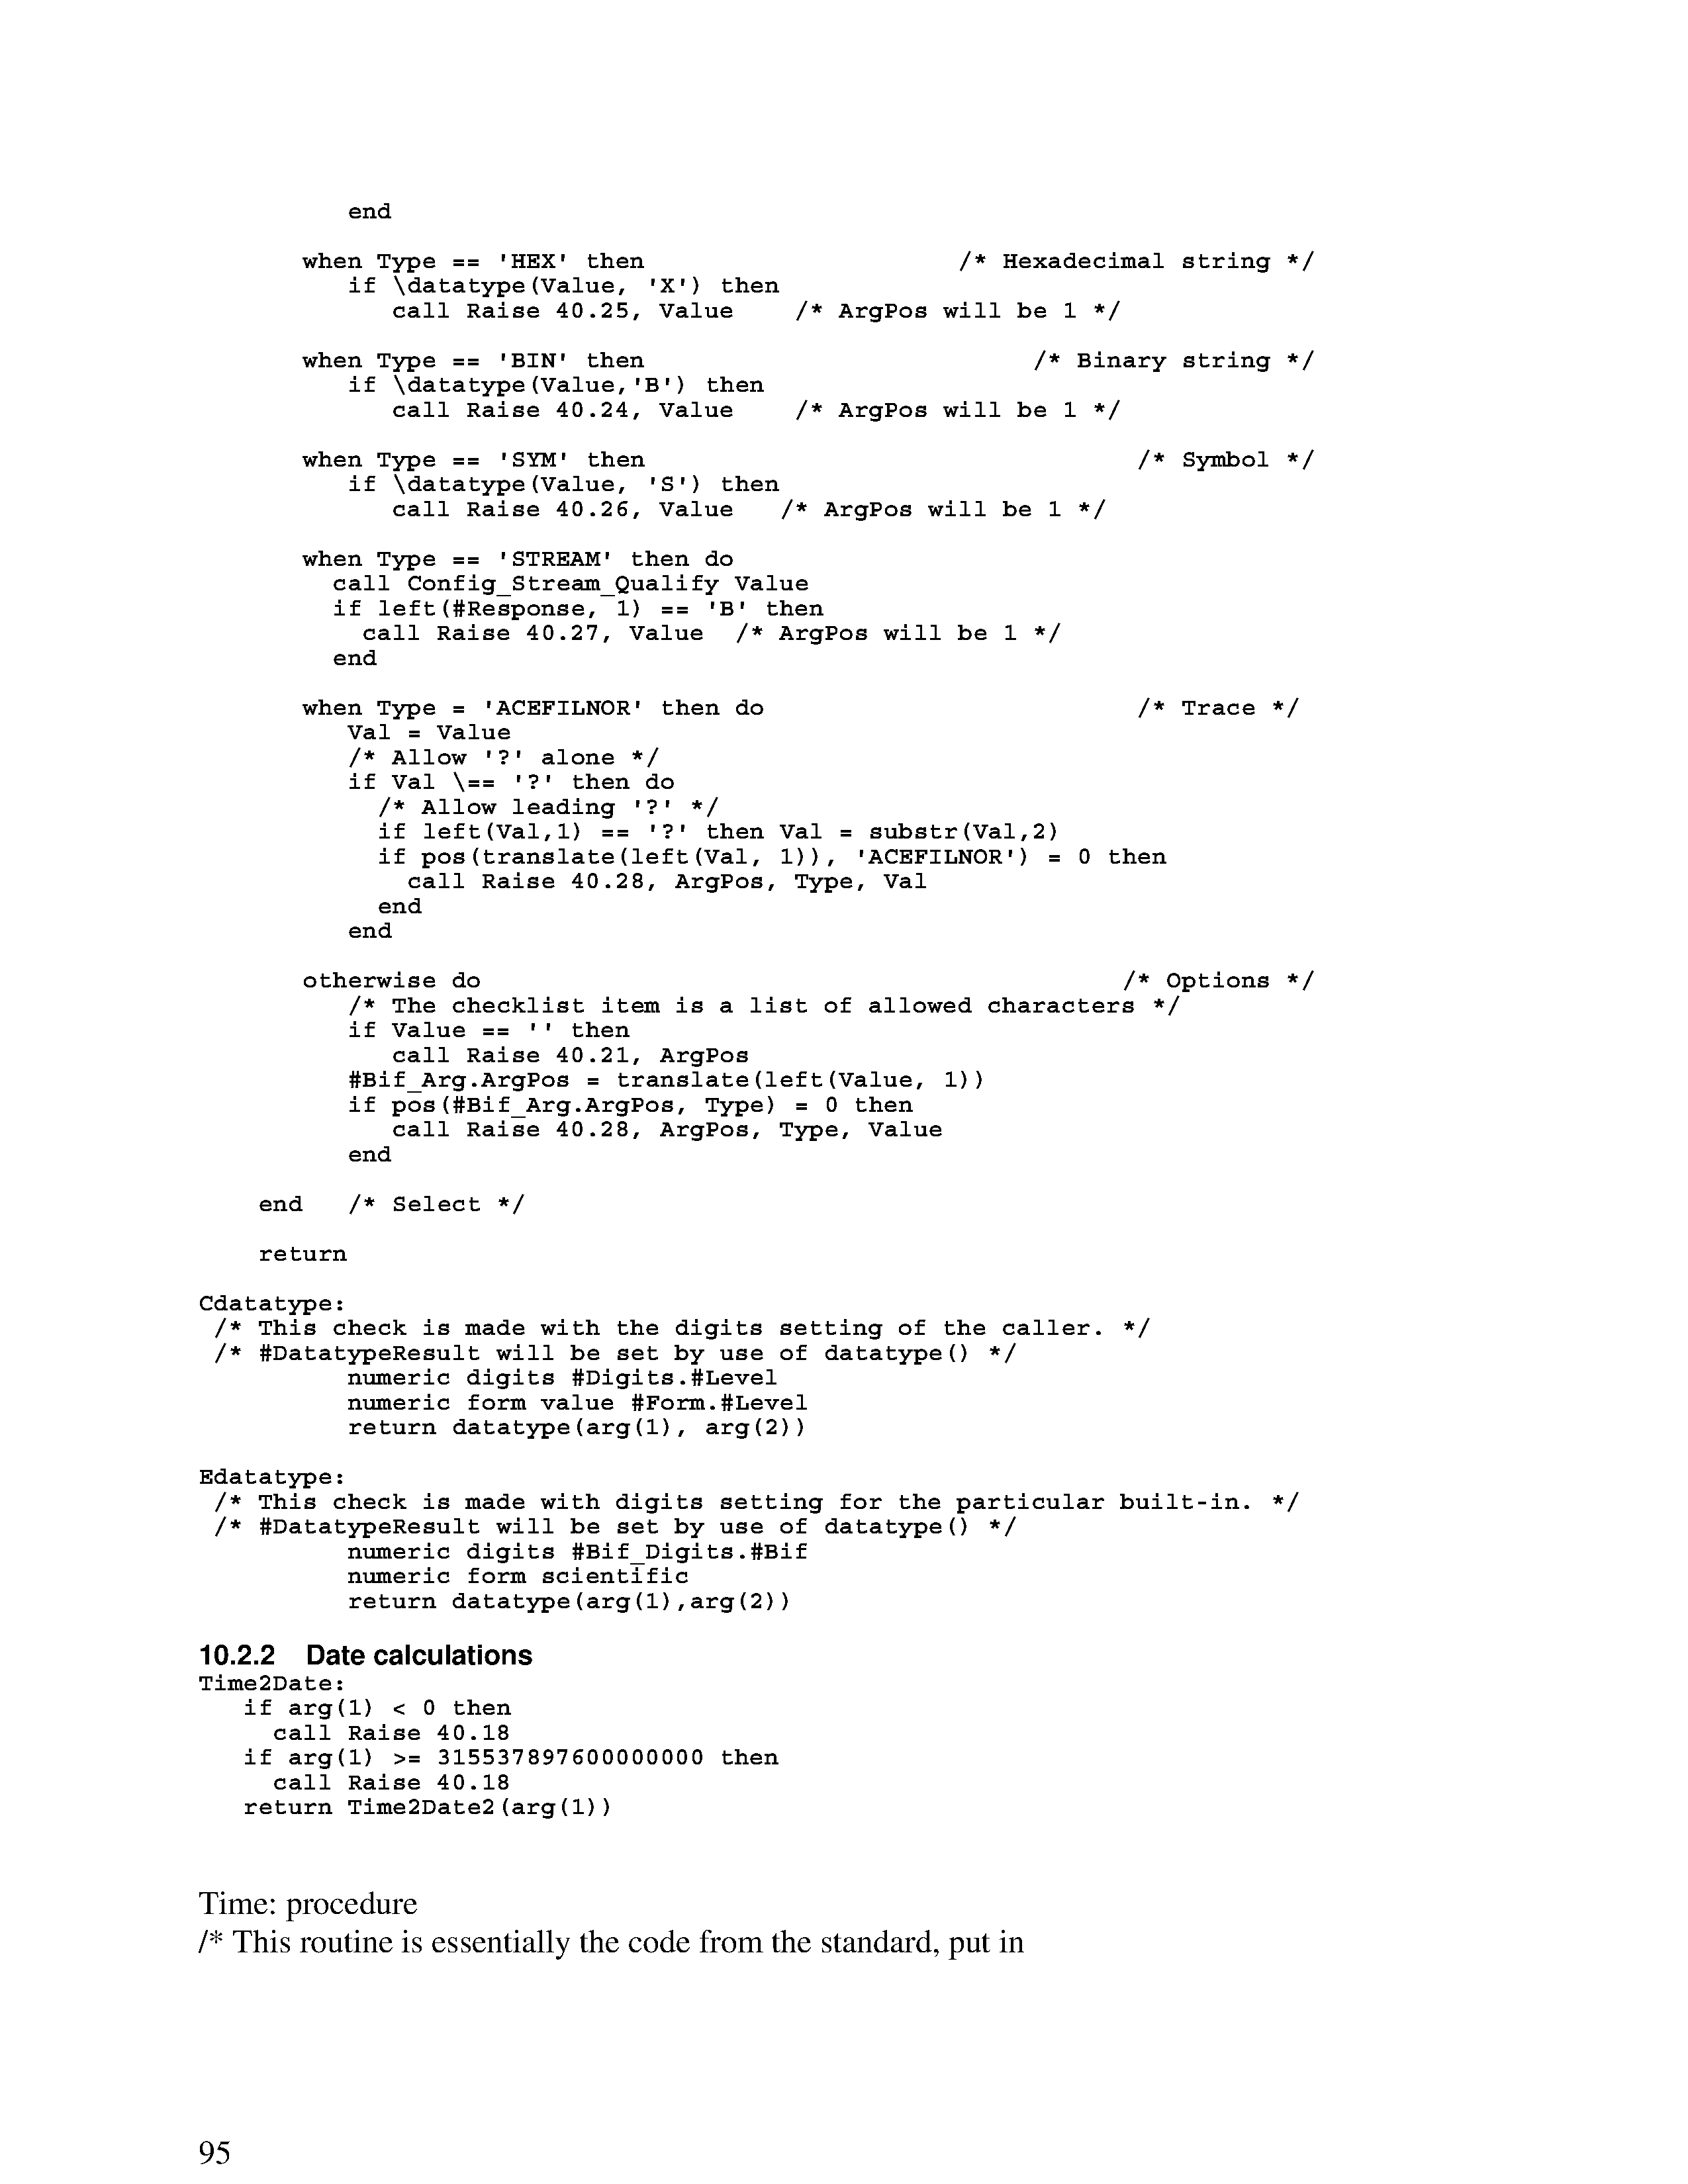 end
when Type == 'HEX' then /* Hexadecimal string */
if \datatype(Value, 'X') then
call Raise 40.25, Value /* ArgPos will be 1 */
when Type == 'BIN' then /* Binary string */
if \datatype(Value,'B') then
call Raise 40.24, Value /* ArgPos will be 1 */
when Type == 'SYM' then /* Symbol */
if \datatype(Value, 'S') then
call Raise 40.26, Value /* ArgPos will be 1 */
when Type == 'STREAM' then do
call Config_Stream_Qualify Value
if left(#Response, 1) == 'B' then
call Raise 40.27, Value /* ArgPos will be 1 */
end
when Type = 'ACEFILNOR' then do /* Trace */
Val = Value
/* Allow '?' alone */
if Val \== '?' then do
/* Allow leading '?' */
if left(Val,1) == '?' then Val = substr(Val,2)
if pos(translate(left(Val, 1)), 'ACEFILNOR') = 0 then
call Raise 40.28, ArgPos, Type, Val
end
end
otherwise do /* Options */
/* The checklist item is a list of allowed characters */
if Value == '' then
call Raise 40.21, ArgPos
#Bif_Arg.ArgPos = translate(left(Value, 1))
if pos(#Bif_Arg.ArgPos, Type) = 0 then
call Raise 40.28, ArgPos, Type, Value
end
end /* Select */
return
Cdatatype:
/* This check is made with the digits setting of the caller. */
/* #DatatypeResult will be set by use of datatype() */
numeric digits #Digits.#Level
numeric form value #Form.#Level
return datatype(arg(1), arg(2))
Edatatype:
/* This check is made with digits setting for the particular built-in. */
/* #DatatypeResult will be set by use of datatype() */
numeric digits #Bif_Digits.#Bif
numeric form scientific
return datatype(arg(1),arg(2))
10.2.2 Date calculations
Time2Date:
if arg(1) < 0 then
call Raise 40.18
if arg(1) >= 315537897600000000 then
call Raise 40.18
return Time2Date2(arg(1))
Time: procedure
/* This routine is essentially the code from the standard, put in
95